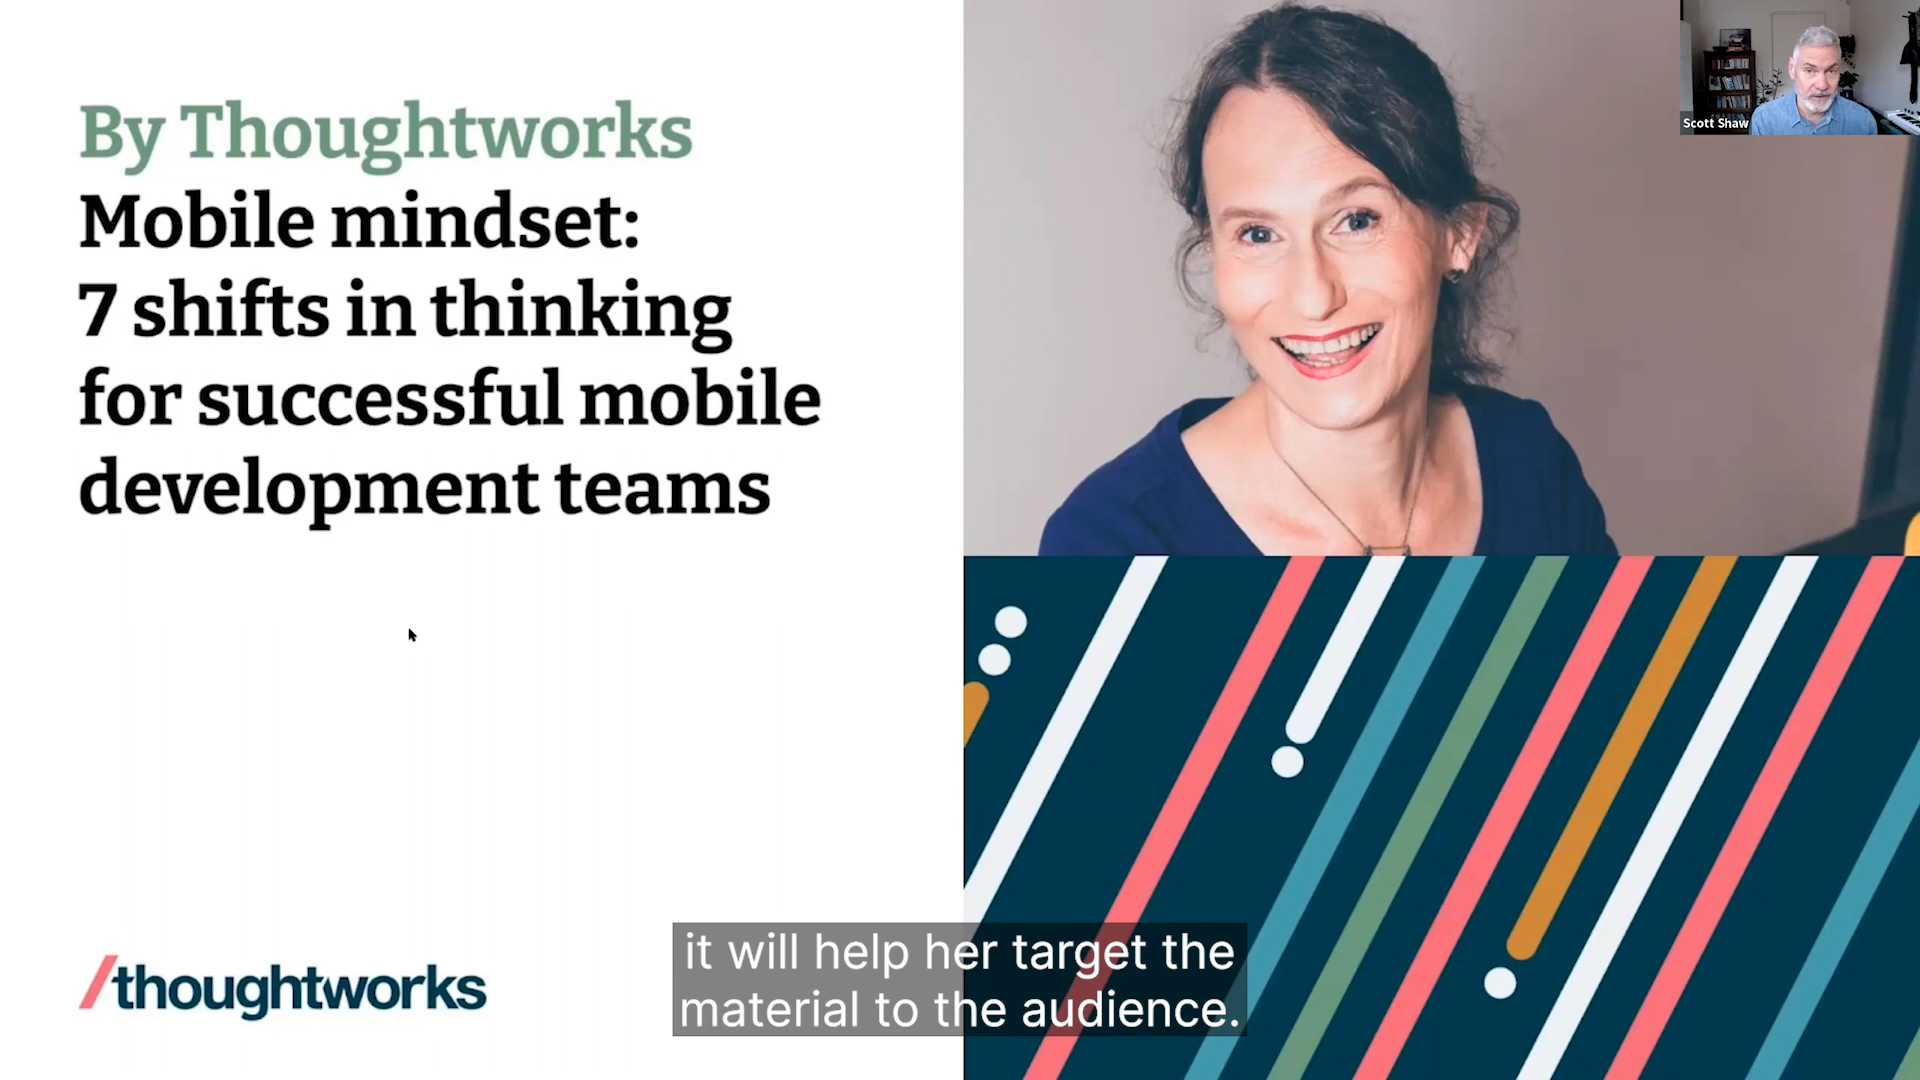 By Thoughtworks
Mobile mindset:
7 shifts in thinking
for successful mobile
development teams
Scott Shaw
/thoughtworks
it will help her target the
material to the audience.